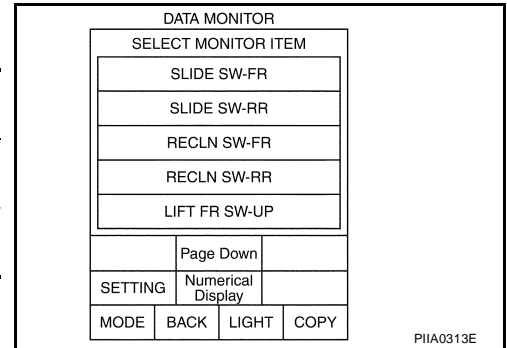 DATA MONITOR
SELECT MONITOR ITEM
SLIDE SW-FR
SLIDE SW-RR
RECLN SW-FR
RECLN SW-RR
LIFT FR SW-UP
Page Down
SETTING
Numerical
Display
MODE BACK LIGHT COPY
PIIA0313E